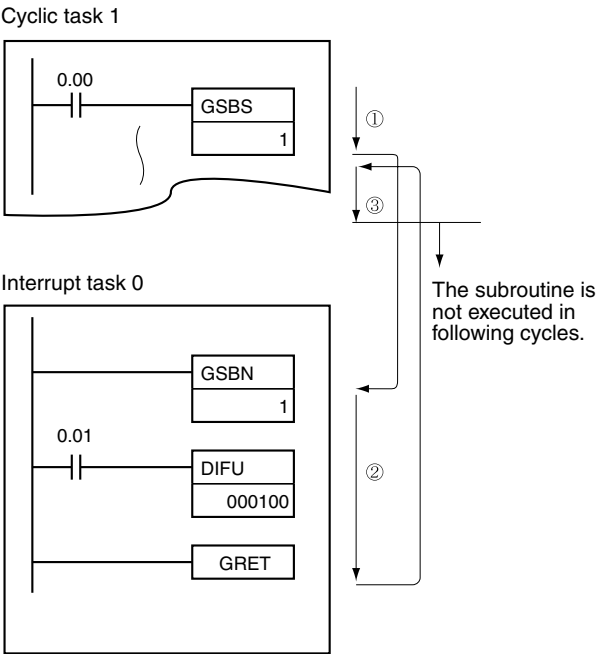 Cyclic task 1
0.00
GSBS
1
①
③
Interrupt task 0
The subroutine is
not executed in
following cycles.
GSBN
1
0.01
DIFU
000100
②
GRET